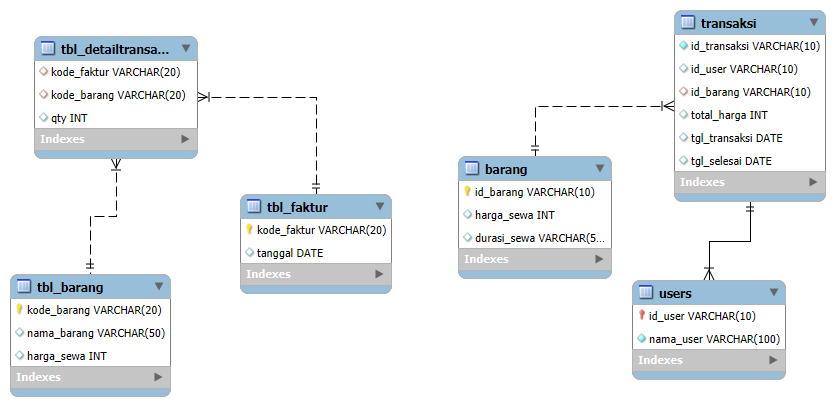 tbl_detailtransa...
kode_faktur VARCHAR(20)
kode_barang VARCHAR(20)
qty INT
Indexes
tbl_faktur
kode_faktur VARCHAR(20)
tanggal DATE
Indexes
tbl_barang
kode_barang VARCHAR(20)
nama_barang VARCHAR(50)
harga_sewa INT
Indexes
transaksi
id_transaksi VARCHAR(10)
id_user VARCHAR(10)
id_barang VARCHAR(10)
total_harga INT
tgl_transaksi DATE
tgl_selesai DATE
Indexes
barang
id_barang VARCHAR(10)
harga_sewa INT
durasi_sewa VARCHAR(5...
Indexes
users
id_user VARCHAR(10)
nama_user VARCHAR(100)
Indexes